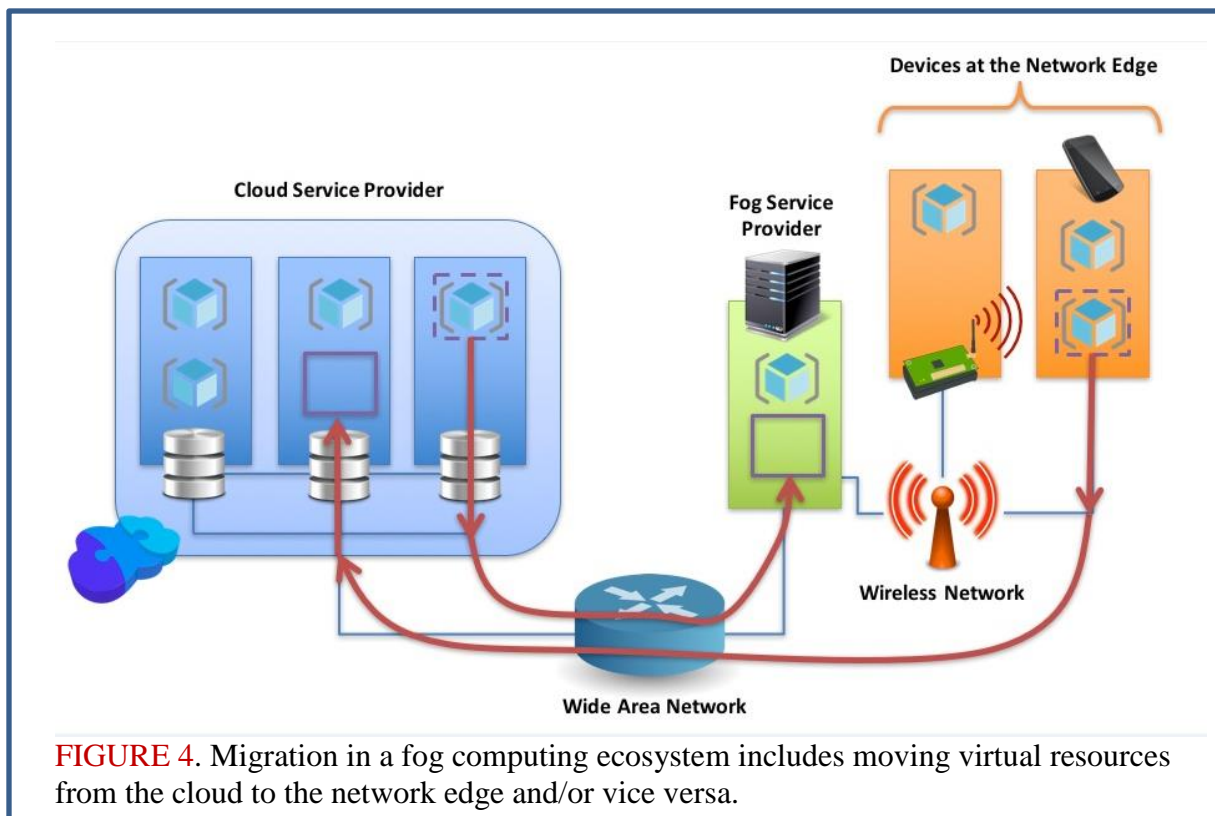 Devices at the Network Edge
Cloud Service Provider
Fog Service
Provider
Wireless Network
Wide Area Network
FIGURE 4. Migration in a fog computing ecosystem includes moving virtual resources
from the cloud to the network edge and/or vice versa.